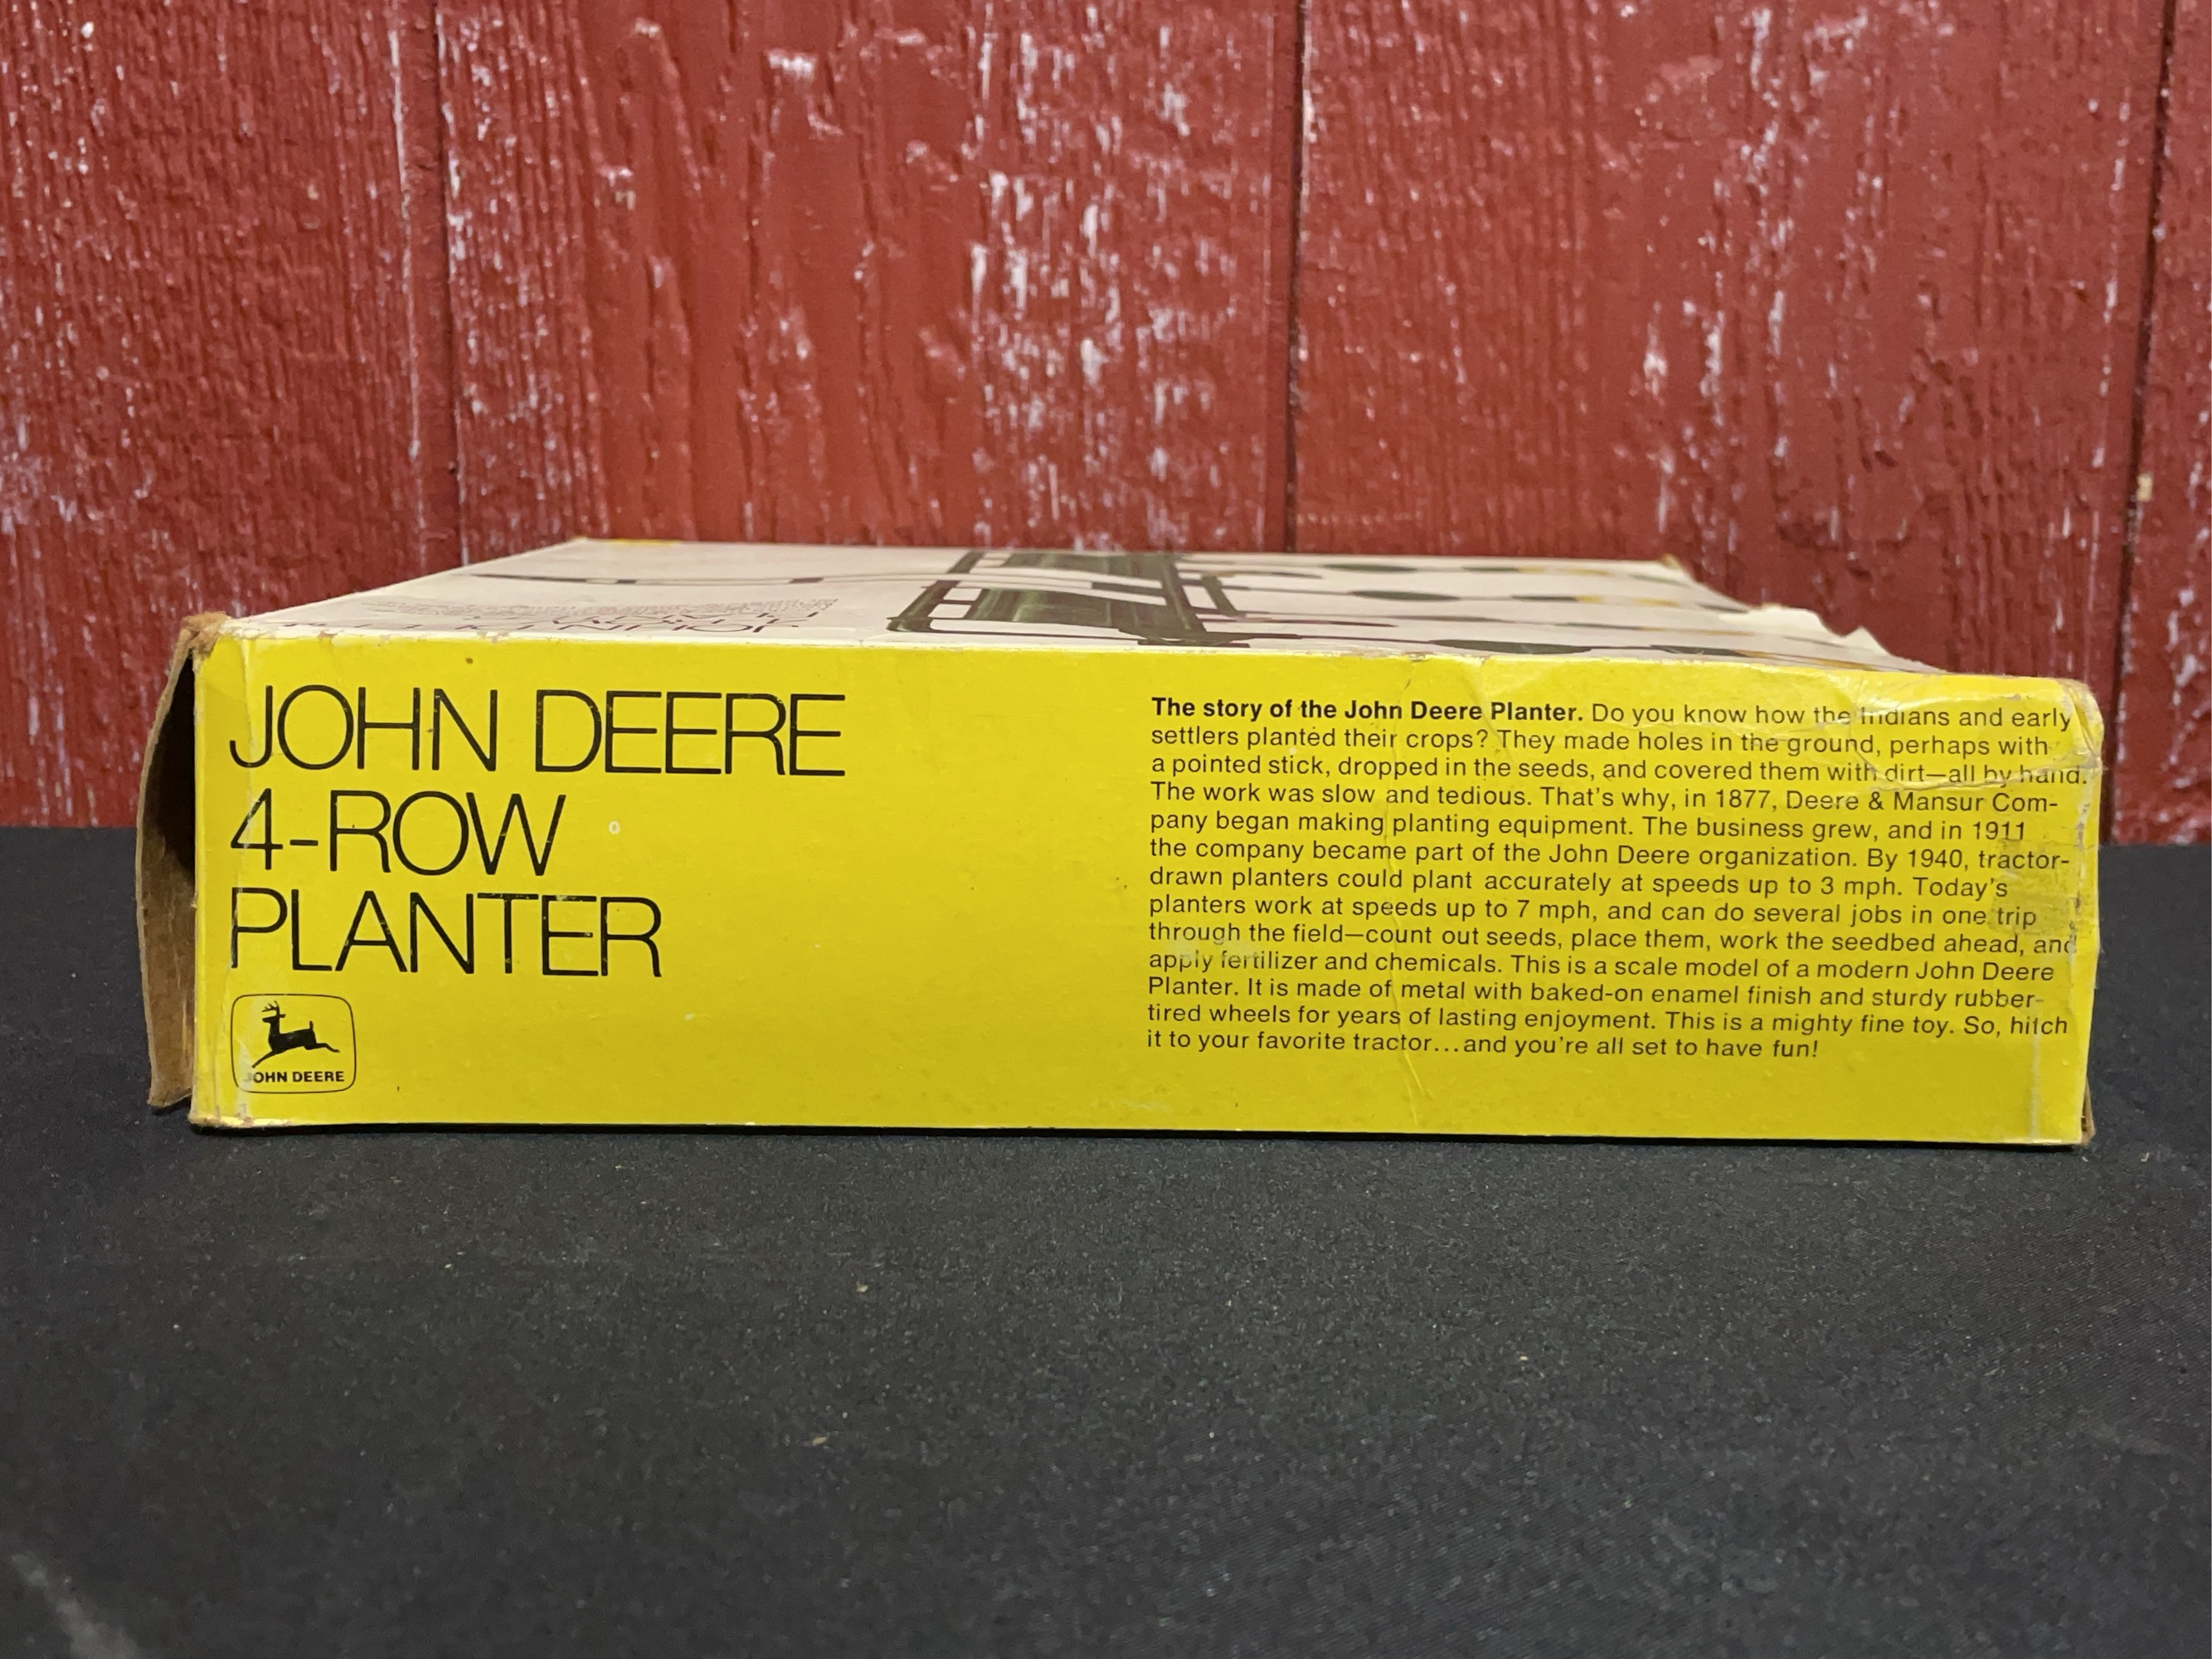 JOHN DEERE
4-ROW
PLANTER
JOHN DEERE
The story of the John Deere Planter. Do you know how the Indians and early
settlers planted their crops? They made holes in the ground, perhaps with
a pointed stick, dropped in the seeds, and covered them with dirt—all by hand.
The work was slow and tedious. That's why, in 1877, Deere & Mansur Com-
pany began making planting equipment. The business grew, and in 1911
the company became part of the John Deere organization. By 1940, tractor-
drawn planters could plant accurately at speeds up to 3 mph. Today's
planters work at speeds up to 7 mph, and can do several jobs in one trip
through the field—count out seeds, place them, work the seedbed ahead, and
apply fertilizer and chemicals. This is a scale model of a modern John Deere
Planter. It is made of metal with baked-on enamel finish and sturdy rubber-
tired wheels for years of lasting enjoyment. This is a mighty fine toy. So, hitch
it to your favorite tractor...and you're all set to have fun!